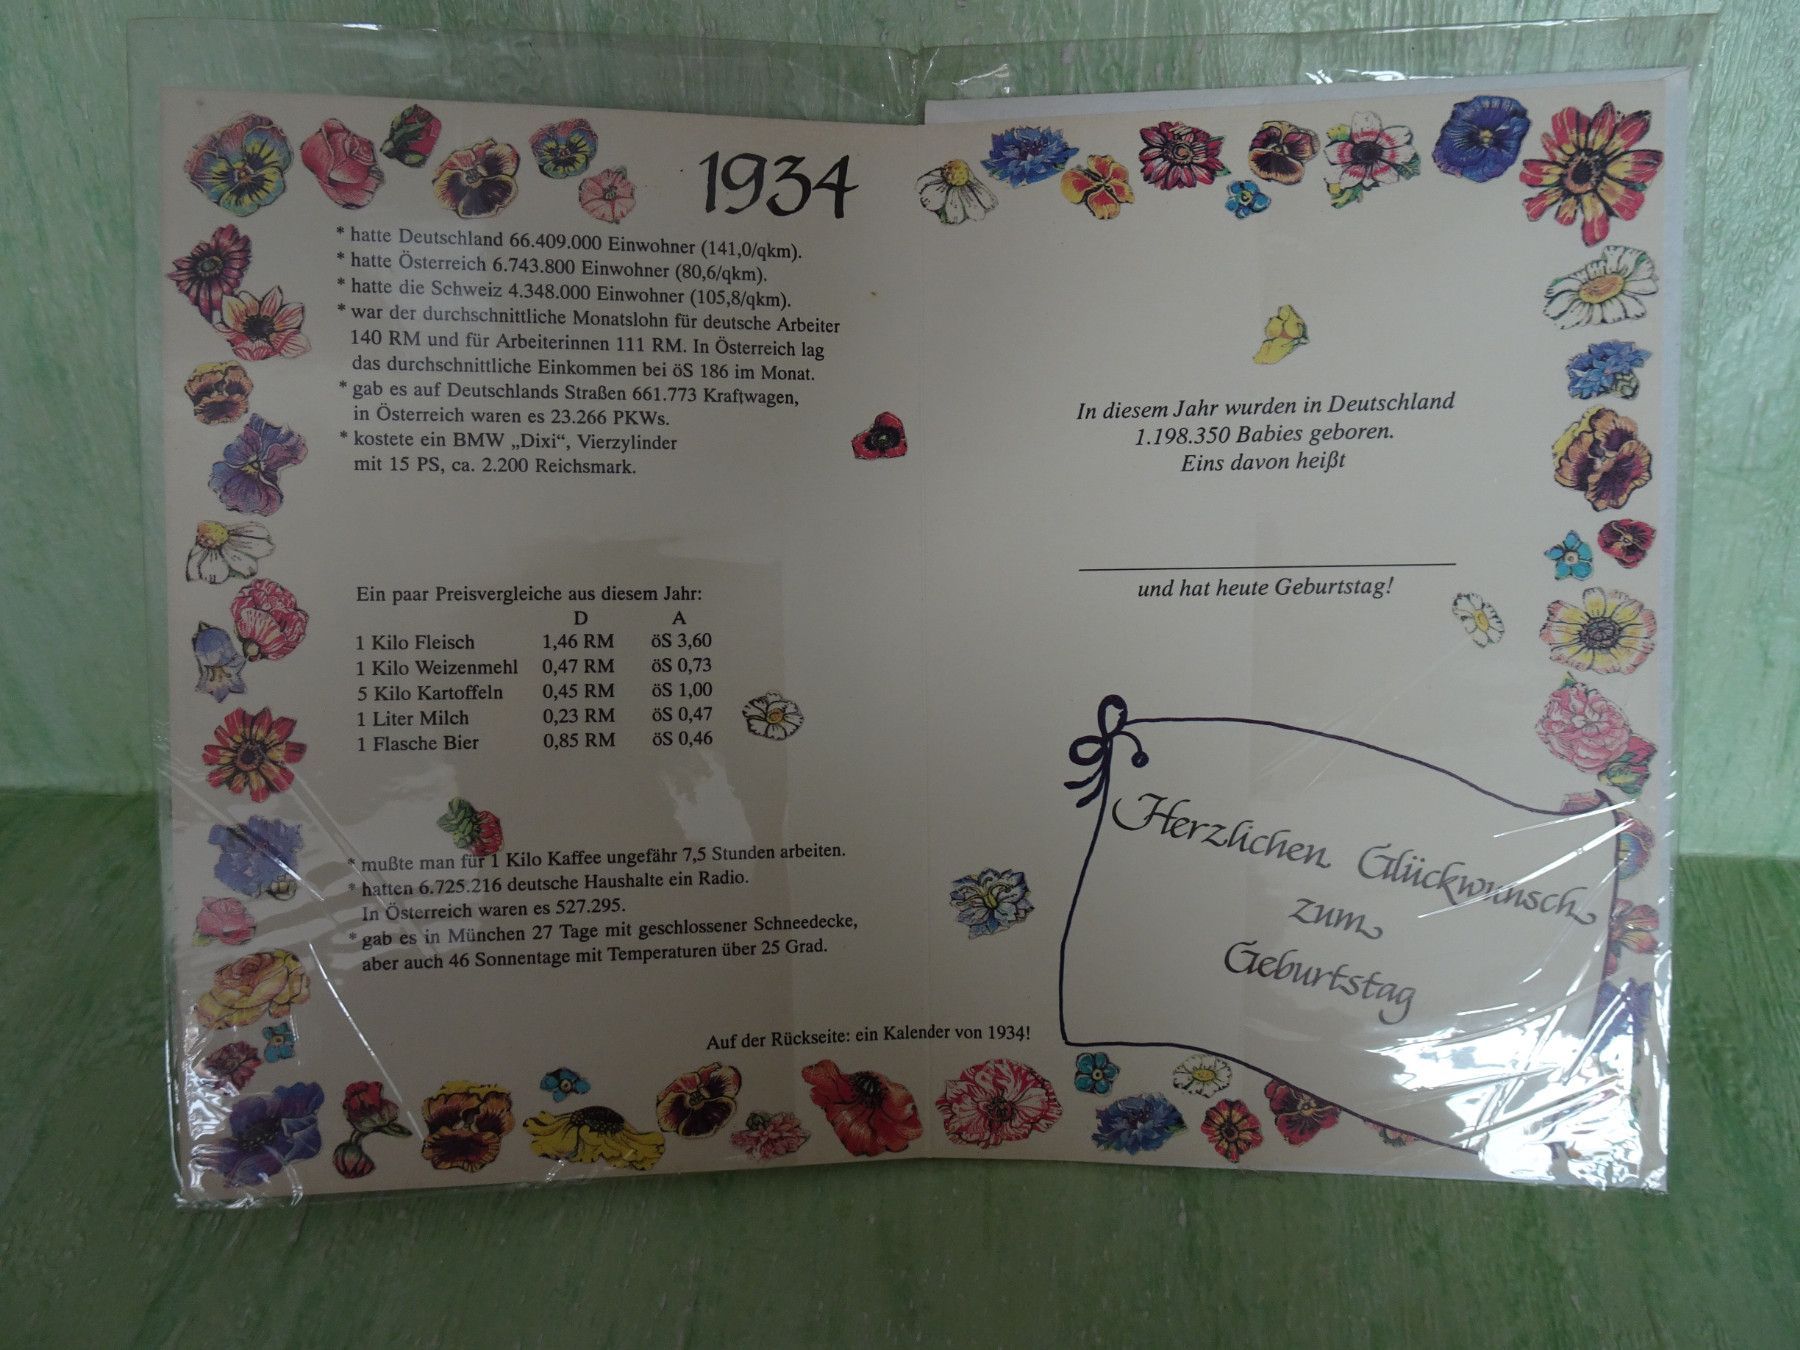 1934
* hatte Deutschland 66.409.000 Einwohner (141,0/qkm).
* hatte Österreich 6.743.800 Einwohner (80,6/qkm).
* hatte die Schweiz 4.348.000 Einwohner (105,8/qkm).
* war der durchschnittliche Monatslohn für deutsche Arbeiter
140 RM und für Arbeiterinnen 111 RM. In Österreich lag
das durchschnittliche Einkommen bei öS 186 im Monat.
* gab es auf Deutschlands Straßen 661.773 Kraftwagen,
in Österreich waren es 23.266 PKWs.
* kostete ein BMW „Dixi“, Vierzylinder
mit 15 PS, ca. 2.200 Reichsmark.
Ein paar Preisvergleiche aus diesem Jahr:
D A
1 Kilo Fleisch 1,46 RM öS 3,60
1 Kilo Weizenmehl 0,47 RM öS 0,73
5 Kilo Kartoffeln 0,45 RM öS 1,00
1 Liter Milch 0,23 RM öS 0,47
1 Flasche Bier 0,85 RM öS 0,46
* mußte man für 1 Kilo Kaffee ungefähr 7,5 Stunden arbeiten.
* hatten 6.725.216 deutsche Haushalte ein Radio.
In Österreich waren es 527.295.
* gab es in München 27 Tage mit geschlossener Schneedecke,
aber auch 46 Sonnentage mit Temperaturen über 25 Grad.
Auf der Rückseite: ein Kalender von 1934!
In diesem Jahr wurden in Deutschland
1.198.350 Babies geboren.
Eins davon heißt
und hat heute Geburtstag!
Herzlichen Glückwunsch
zum
Geburtstag